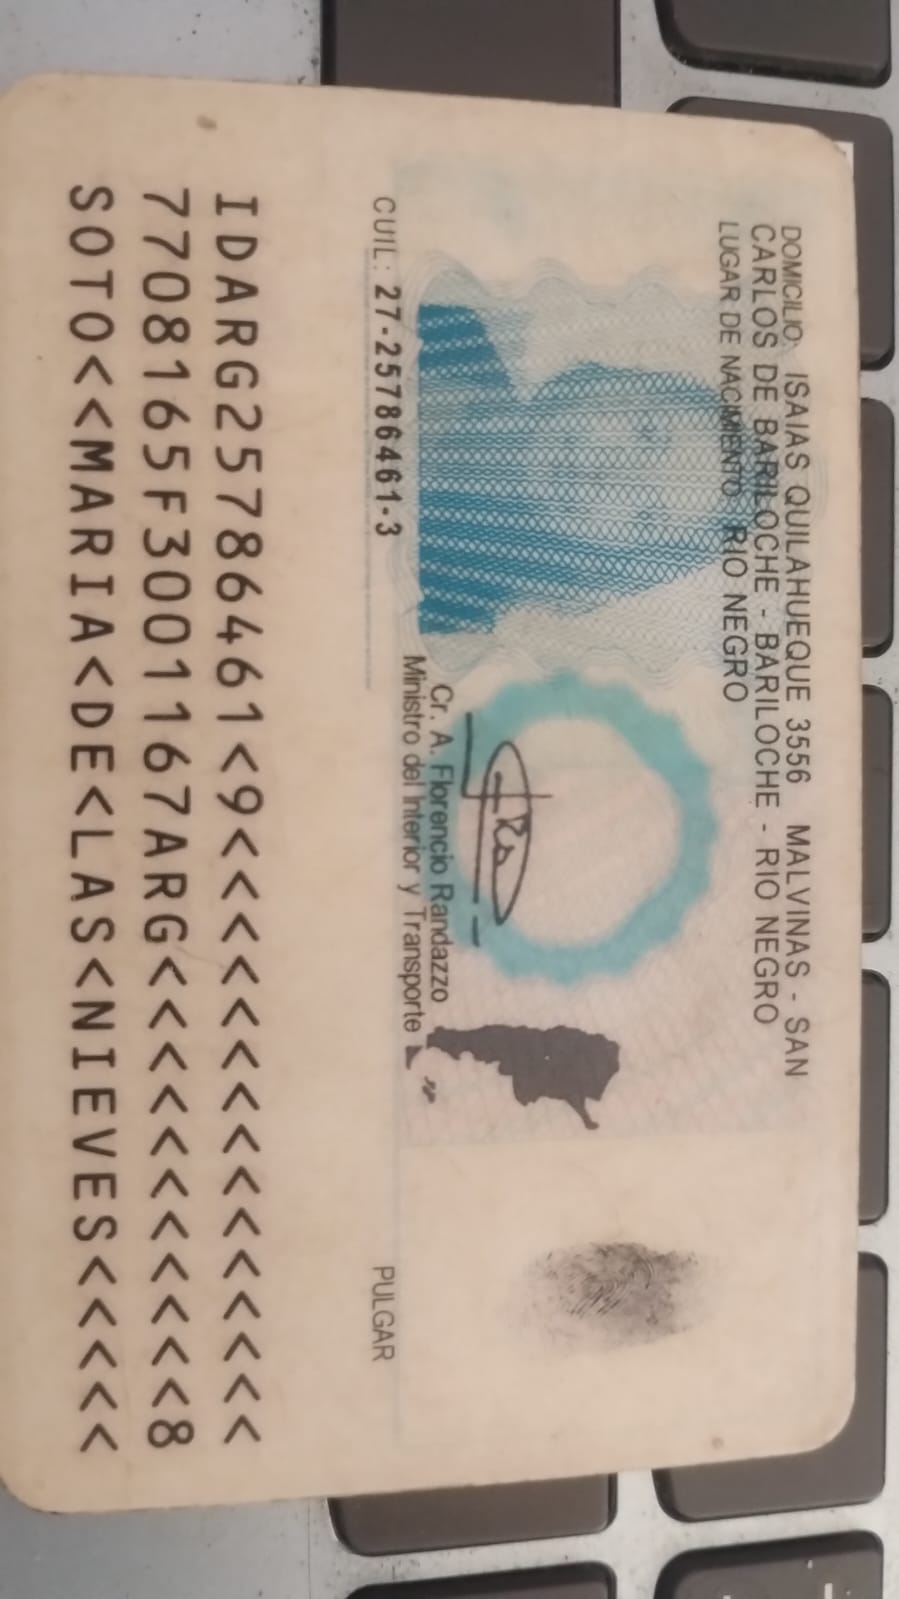 DOMICILIO: ISAIAS QUILAHUEQUE 3556 MALVINAS - SAN
CARLOS DE BARILOCHE - BARILOCHE - RIO NEGRO
LUGAR DE NACIMIENTO: RIO NEGRO
Cr. A. Florencio Randazzo
Ministro del Interior y Transporte
CUIL: 27-25786461-3
PULGAR
IDARG25786461<9<<<<<<<<<<<<<<<
7708165F3001167ARG<<<<<<<<<<<8
SOTO<<MARIA<DE<LAS<NIEVES<<<<<